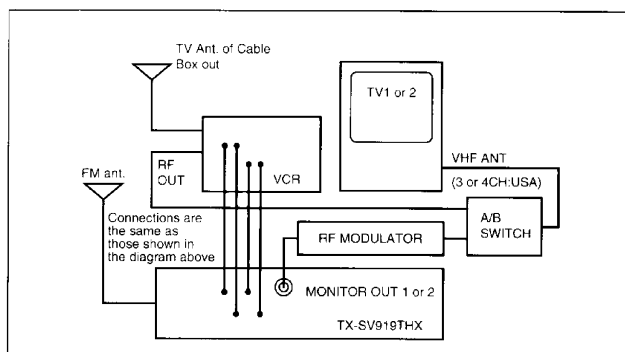 TV Ant. of Cable
Box out
TV1 or 2
RF
OUT
VCR
VHF ANT
(3 or 4CH:USA)
FM ant.
Connections are
the same as
those shown in
the diagram above
A/B
SWITCH
RF MODULATOR
MONITOR OUT 1 or 2
TX-SV919THX